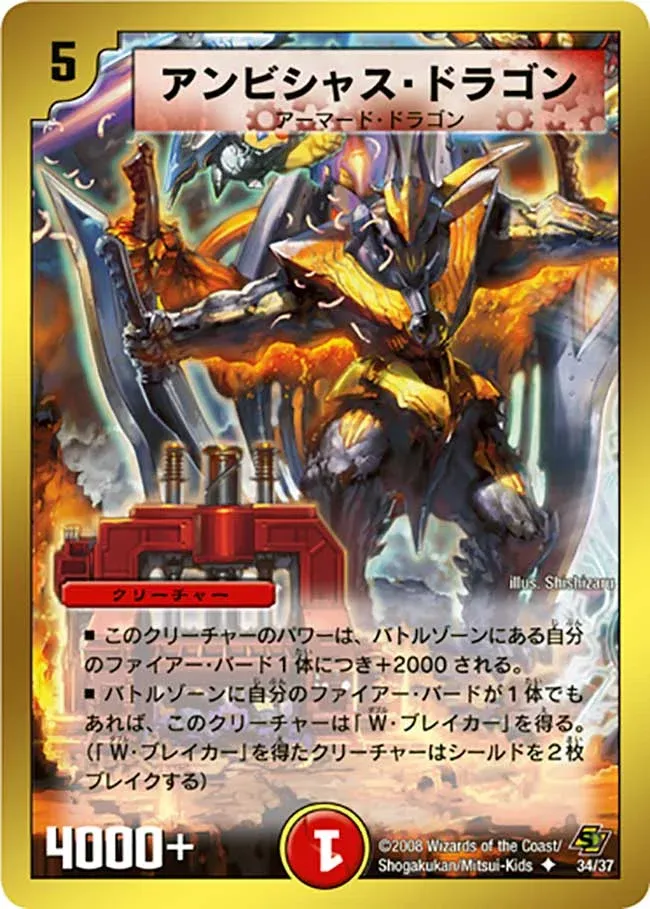 5
アンビシャス・ドラゴン
アーマード・ドラゴン
illus. Shishizaru
クリーチャー
■ このクリーチャーのパワーは、バトルゾーンにある自分
のファイアー・バード1体につき+2000 される。
■ バトルゾーンに自分のファイアー・バードが1体でも
あれば、このクリーチャーは「W・ブレイカー」を得る。
(「W・ブレイカー」を得たクリーチャーはシールドを2枚
ブレイクする)
4000+
1
©2008 Wizards of the Coast/
Shogakukan/Mitsui-Kids ◆ 34/37